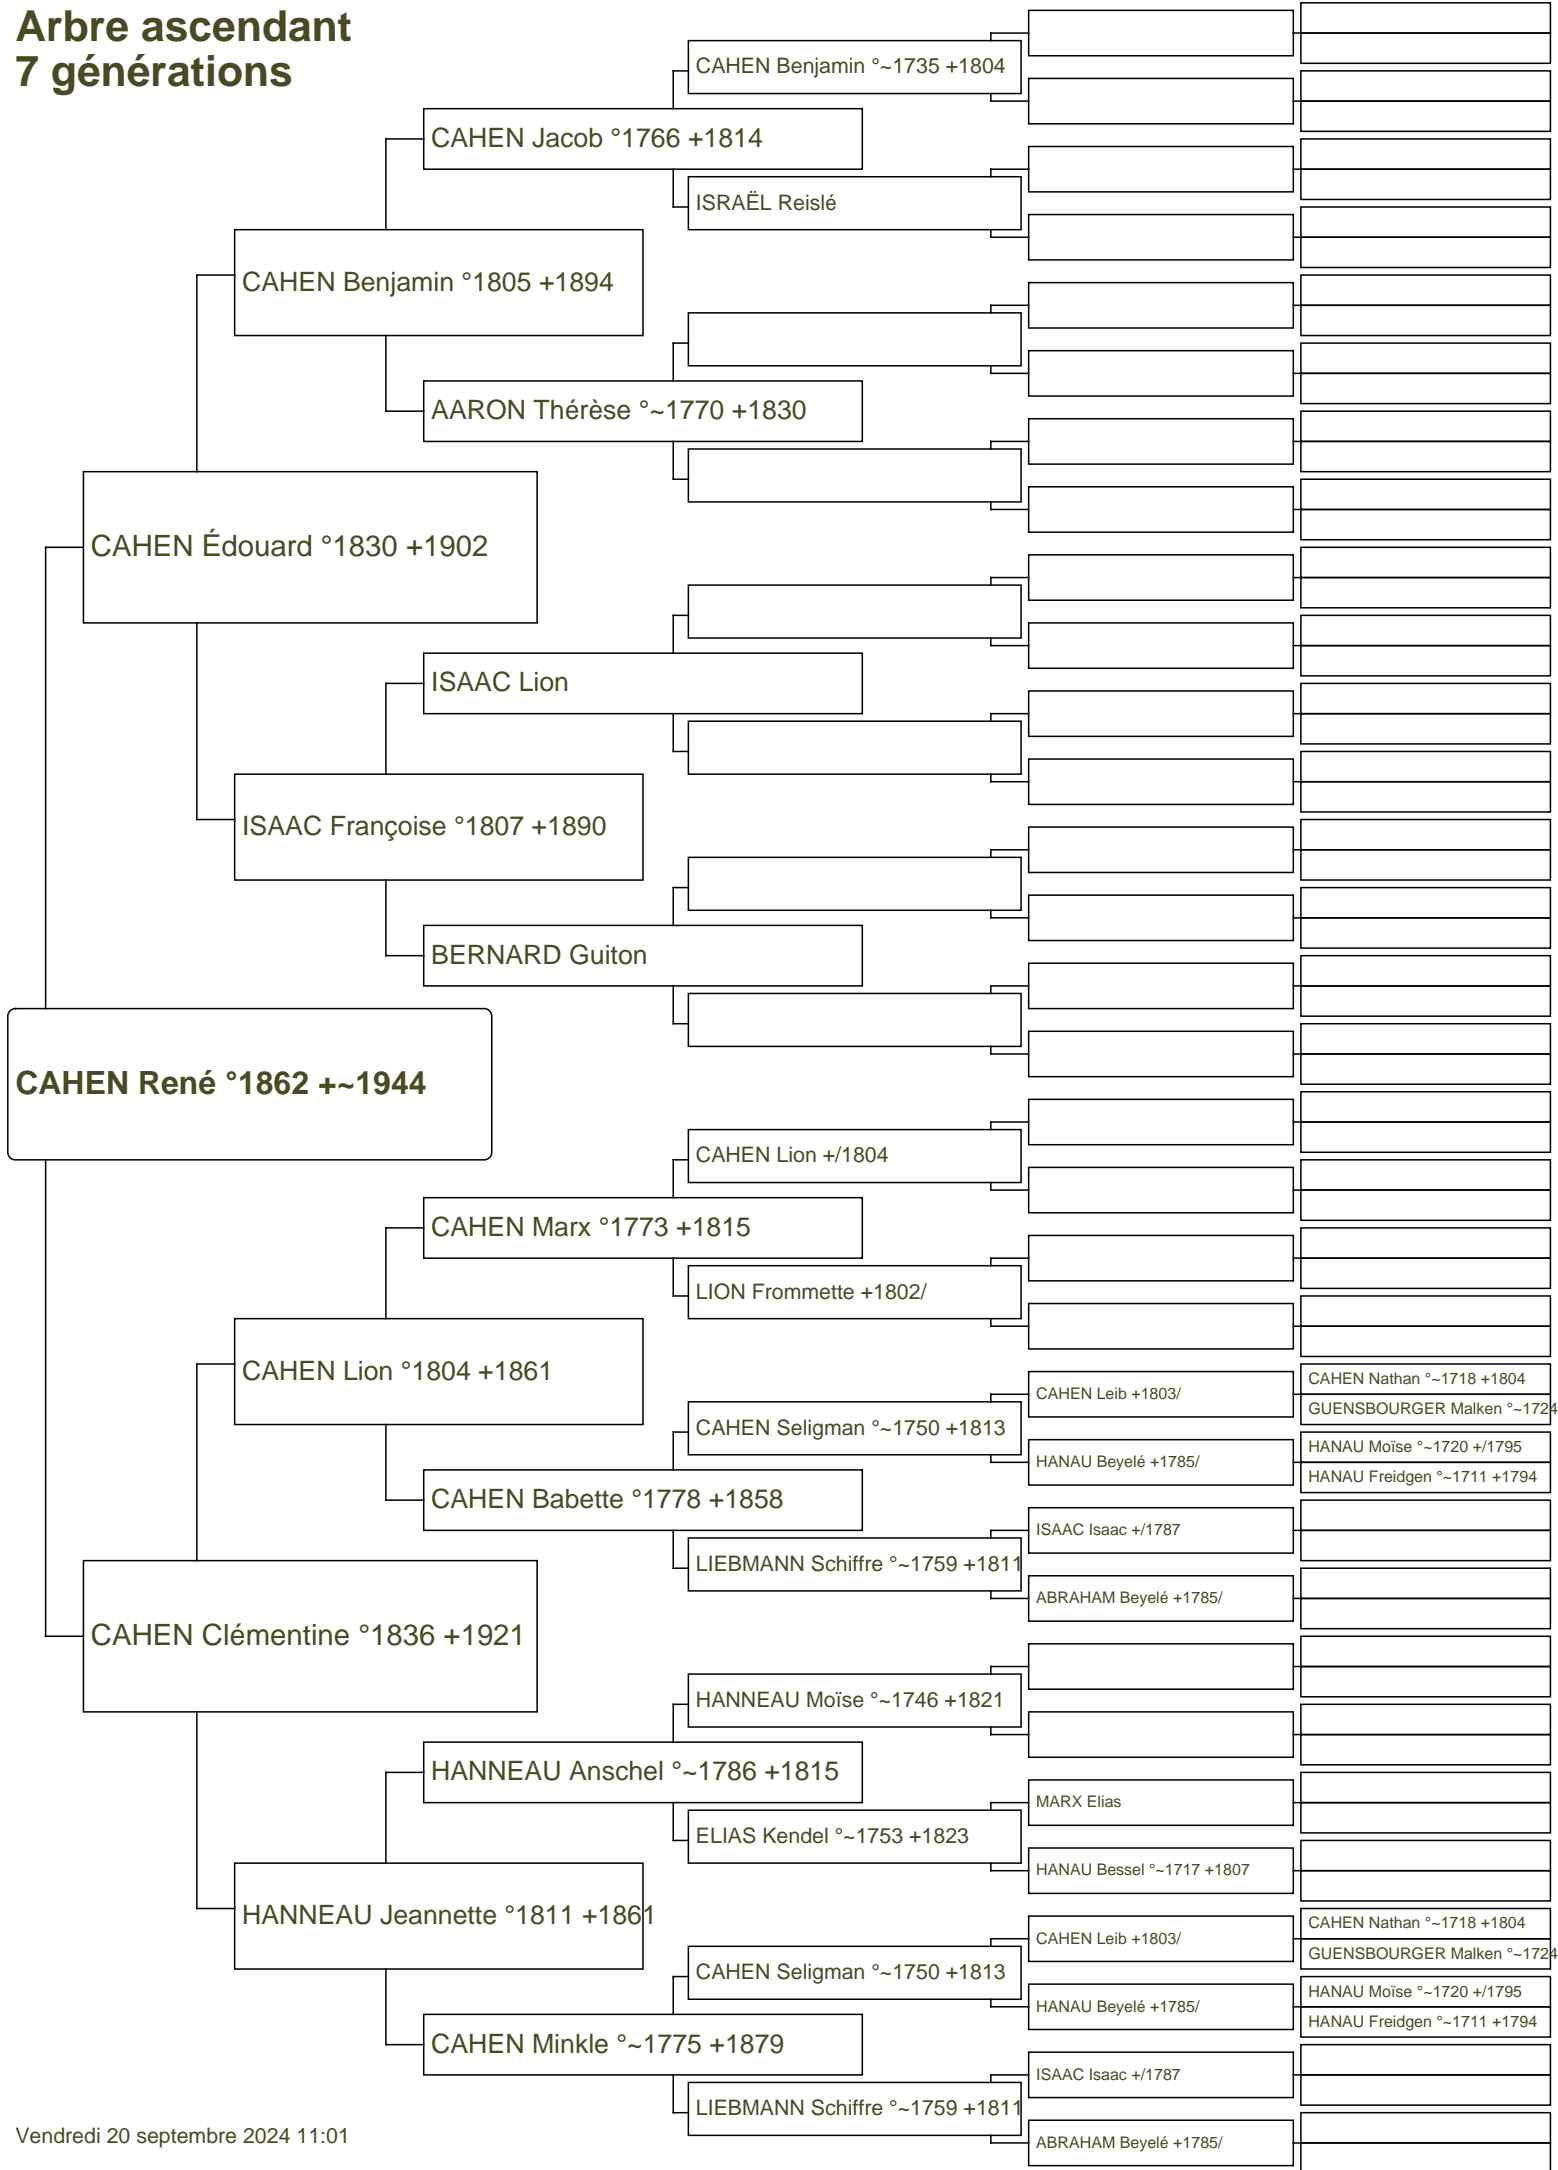 Arbre ascendant
7 générations
CAHEN Benjamin °~1735 +1804
CAHEN Jacob °1766 +1814
ISRAËL Reislé
CAHEN Benjamin °1805 +1894
AARON Thérèse °~1770 +1830
CAHEN Édouard °1830 +1902
ISAAC Lion
ISAAC Françoise °1807 +1890
BERNARD Guiton
CAHEN René °1862 +~1944
CAHEN Lion +/1804
CAHEN Marx °1773 +1815
LION Frommette +1802/
CAHEN Lion °1804 +1861
CAHEN Nathan °~1718 +1804
CAHEN Leib +1803/
GUENSBOURGER Malken °~1724
CAHEN Seligman °~1750 +1813
HANAU Moïse °~1720 +/1795
HANAU Beyelé +1785/
HANAU Freidgen °~1711 +1794
CAHEN Babette °1778 +1858
ISAAC Isaac +/1787
LIEBMANN Schiffre °~1759 +1811
ABRAHAM Beyelé +1785/
CAHEN Clémentine °1836 +1921
HANNEAU Moïse °~1746 +1821
HANNEAU Anschel °~1786 +1815
MARX Elias
ELIAS Kendel °~1753 +1823
HANAU Bessel °~1717 +1807
HANNEAU Jeannette °1811 +1861
CAHEN Nathan °~1718 +1804
CAHEN Leib +1803/
GUENSBOURGER Malken °~1724
CAHEN Seligman °~1750 +1813
HANAU Moïse °~1720 +/1795
HANAU Beyelé +1785/
HANAU Freidgen °~1711 +1794
CAHEN Minkle °~1775 +1879
ISAAC Isaac +/1787
LIEBMANN Schiffre °~1759 +1811
ABRAHAM Beyelé +1785/
Vendredi 20 septembre 2024 11:01